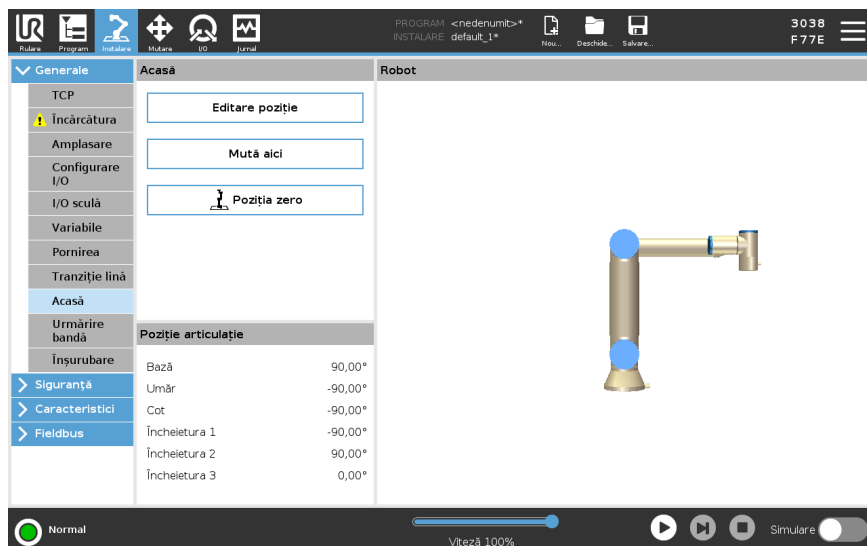 Rulare
Program
Instalare
Mutare
I/O
Jurnal
PROGRAM <nedenumit>*
INSTALARE default_1*
Nou...
Deschide...
Salvare...
3038
F77E
Generale
TCP
Încărcătura
Amplasare
Configurare
I/O
I/O sculă
Variabile
Pornirea
Tranziție lină
Acasă
Urmărire
bandă
Înșurubare
Siguranță
Caracteristici
Fieldbus
Acasă
Editare poziție
Mută aici
Poziția zero
Poziție articulație
Bază 90,00°
Umăr -90,00°
Cot -90,00°
Încheietura 1 -90,00°
Încheietura 2 90,00°
Încheietura 3 0,00°
Robot
Normal
Viteză 100%
Simulare